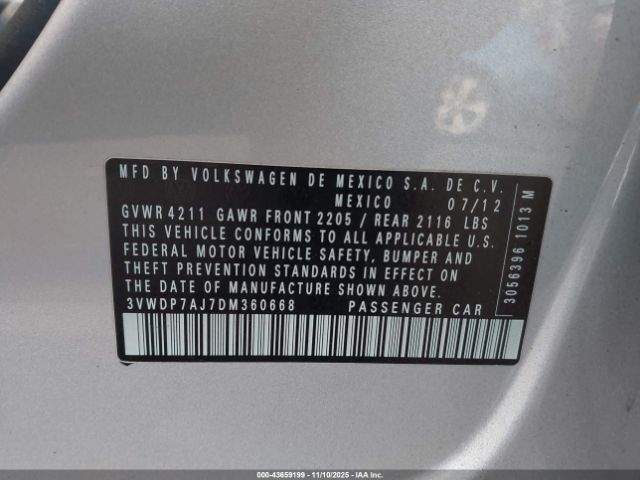 MFD BY VOLKSWAGEN DE MEXICO S.A. DE C.V.
MEXICO 07/12
GVWR 4211 GAWR FRONT 2205 / REAR 2116 LBS
THIS VEHICLE CONFORMS TO ALL APPLICABLE U.S.
FEDERAL MOTOR VEHICLE SAFETY, BUMPER AND
THEFT PREVENTION STANDARDS IN EFFECT ON
THE DATE OF MANUFACTURE SHOWN ABOVE.
3VWDP7AJ7DM360668 PASSENGER CAR
3056396 1013 M
000-43659199 - 11/10/2025 - IAA Inc.